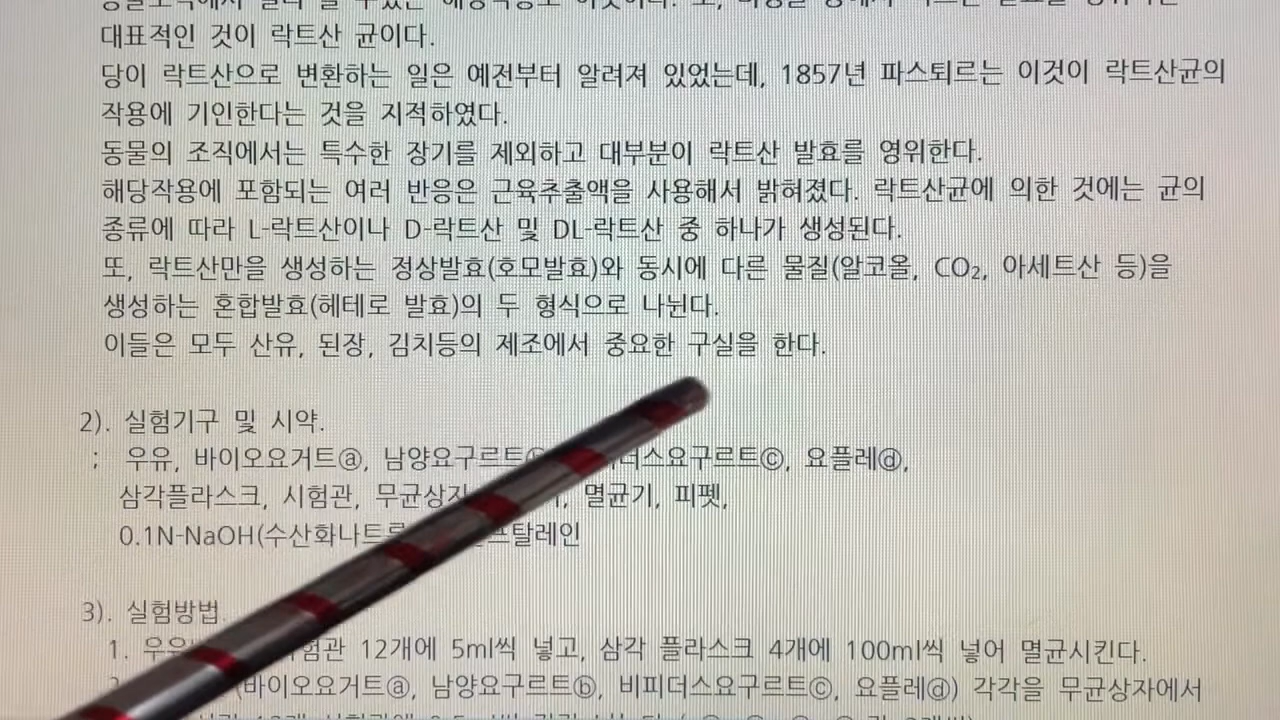 대표적인 것이 락트산 균이다.
당이 락트산으로 변환하는 일은 예전부터 알려져 있었는데, 1857년 파스퇴르는 이것이 락트산균의
작용에 기인한다는 것을 지적하였다.
동물의 조직에서는 특수한 장기를 제외하고 대부분이 락트산 발효를 영위한다.
해당작용에 포함되는 여러 반응은 근육추출액을 사용해서 밝혀졌다. 락트산균에 의한 것에는 균의
종류에 따라 L-락트산이나 D-락트산 및 DL-락트산 중 하나가 생성된다.
또, 락트산만을 생성하는 정상발효(호모발효)와 동시에 다른 물질(알코올, CO₂, 아세트산 등)을
생성하는 혼합발효(헤테로 발효)의 두 형식으로 나뉜다.
이들은 모두 산유, 된장, 김치등의 제조에서 중요한 구실을 한다.
2). 실험기구 및 시약.
; 우유, 바이오요거트ⓐ, 남양요구르트 요플레ⓓ,
삼각플라스크, 시험관, 멸균기, 피펫,
0.1N-NaOH
3). 실험방법.
1. 12개에 5ml씩 넣고, 삼각 플라스크 4개에 100ml씩 넣어 멸균시킨다.
(바이오요거트ⓐ, 남양요구르트ⓑ, 비피더스요구르트ⓒ, 요플레ⓓ) 각각을 무균상자에서